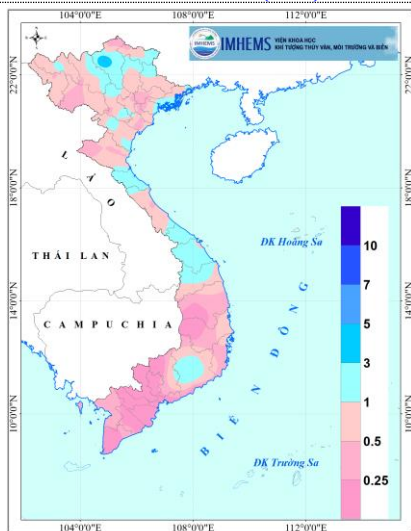 104°0'0"E 108°0'0"E 112°0'0"E
IMHEMS VIỆN KHOA HỌC
KHÍ TƯỢNG THỦY VĂN, MÔI TRƯỜNG VÀ BIỂN
IMHEMS
22°0'0"N 22°0'0"N
LÀO
18°0'0"N 18°0'0"N
ĐK Hoàng Sa
THÁI LAN
10
7
14°0'0"N 14°0'0"N
CAMPUCHIA
5
3
BIỂN ĐÔNG
1
10°0'0"N 10°0'0"N
0.5
ĐK Trường Sa
0.25
104°0'0"E 108°0'0"E 112°0'0"E